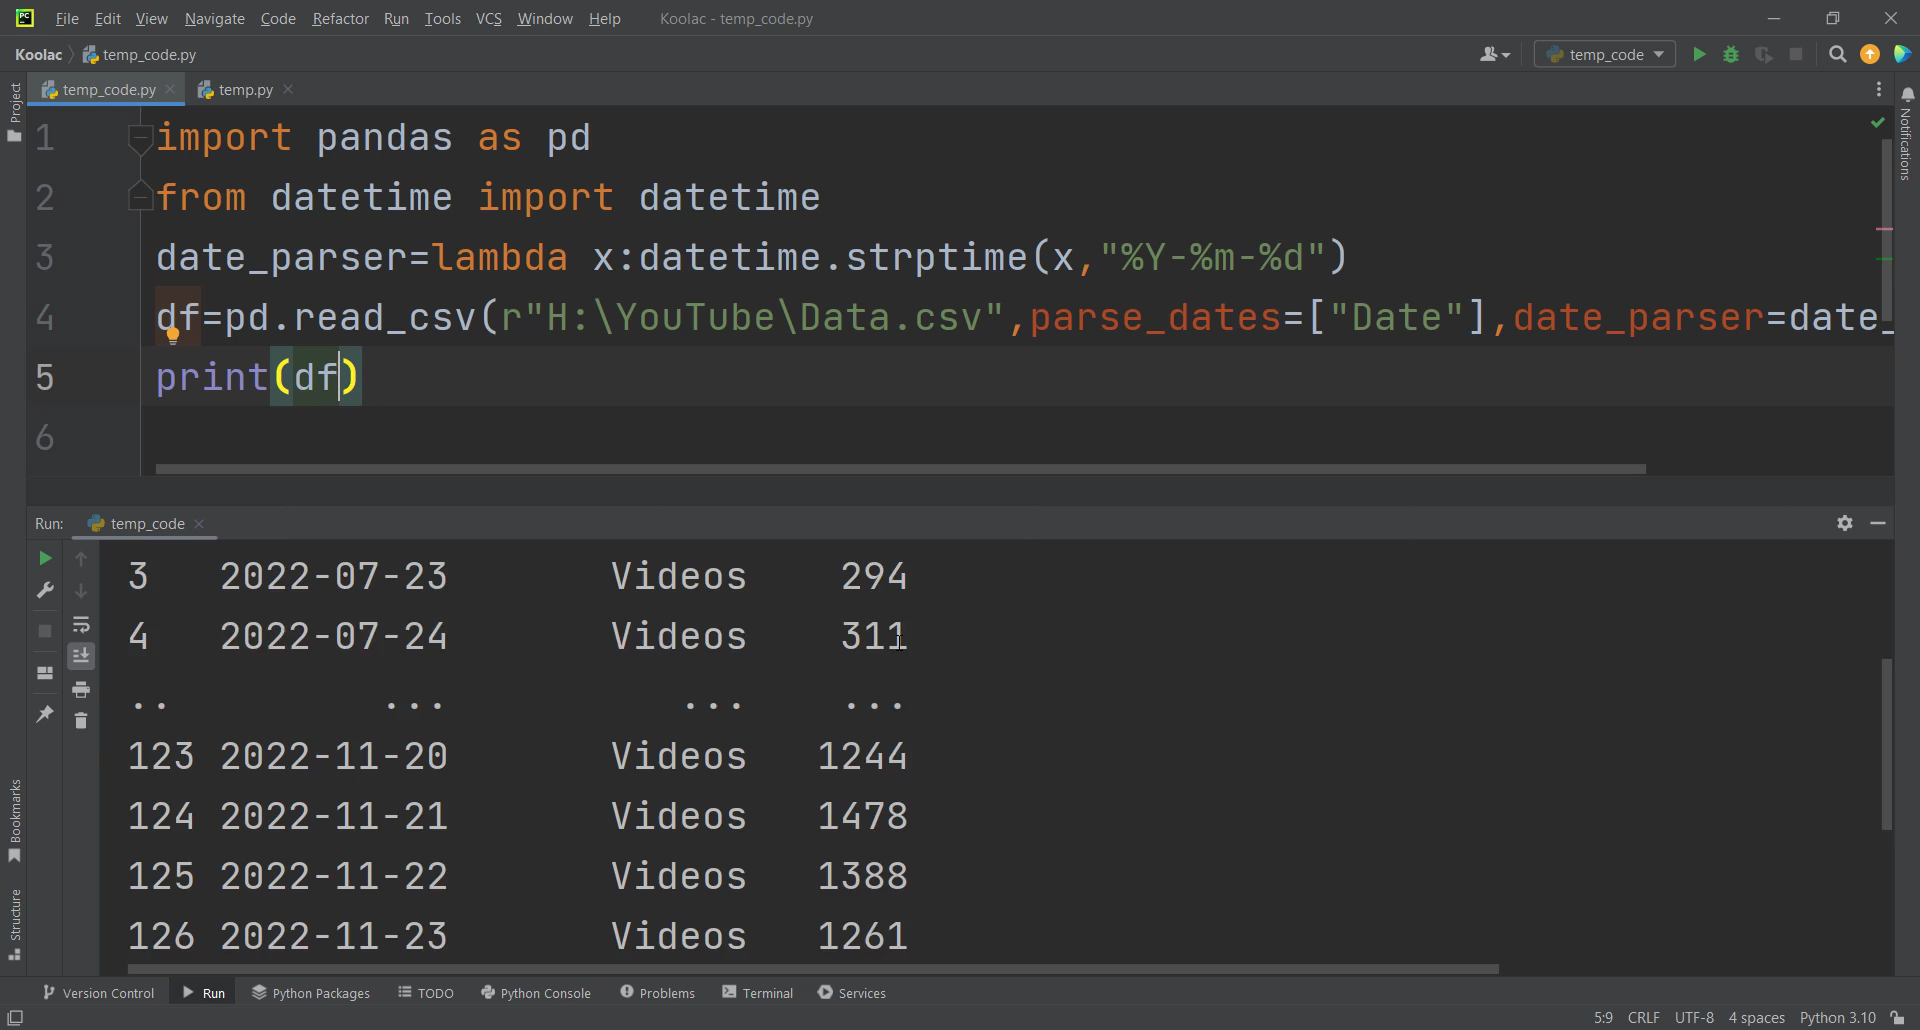 PC File Edit View Navigate Code Refactor Run Tools VCS Window Help Koolac - temp_code.py
Koolac temp_code.py temp_code
temp_code.py temp.py
Project
Notifications
1 import pandas as pd
2 from datetime import datetime
3 date_parser=lambda x:datetime.strptime(x,"%Y-%m-%d")
4 df=pd.read_csv(r"H:\YouTube\Data.csv",parse_dates=["Date"],date_parser=date_
5 print(df)
6
Run: temp_code
3 2022-07-23 Videos 294
4 2022-07-24 Videos 311
.. ... ... ...
123 2022-11-20 Videos 1244
124 2022-11-21 Videos 1478
125 2022-11-22 Videos 1388
126 2022-11-23 Videos 1261
Bookmarks
Structure
Version Control Run Python Packages TODO Python Console Problems Terminal Services
5:9 CRLF UTF-8 4 spaces Python 3.10